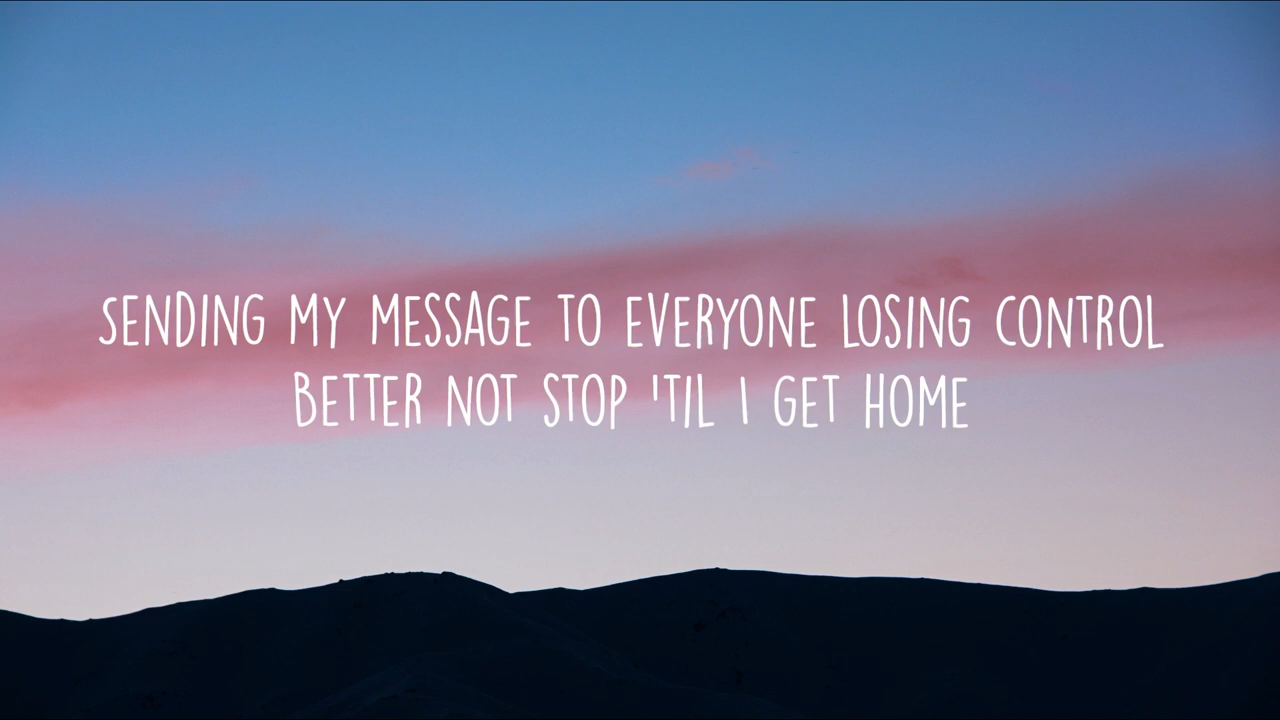 SENDING MY MESSAGE TO EVERYONE LOSING CONTROL
BETTER NOT STOP 'TIL I GET HOME